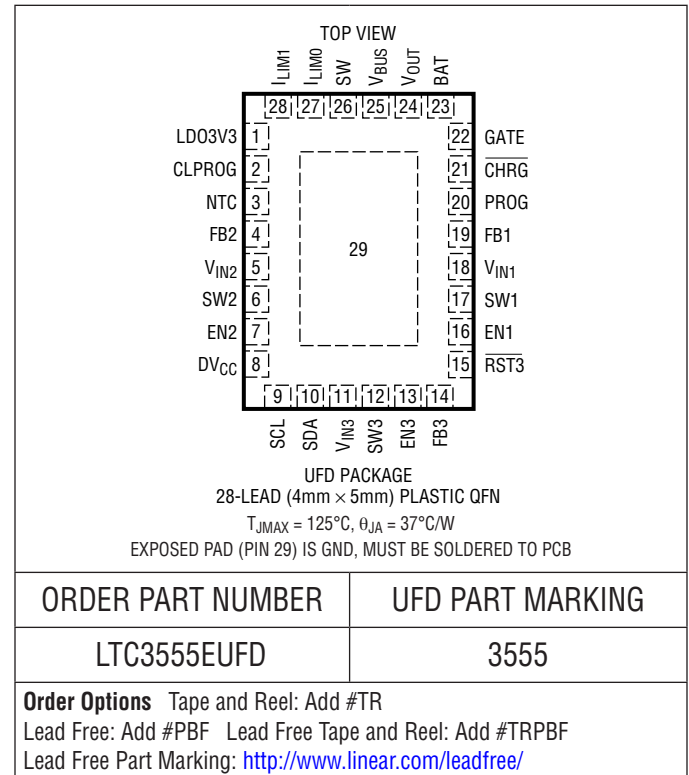 TOP VIEW
ILIM1 ILIM0 SW VBUS VOUT BAT
28 27 26 25 24 23
LDO3V3 1 22 GATE
CLPROG 2 21 CHRG
NTC 3 20 PROG
FB2 4 19 FB1
29
VIN2 5 18 VIN1
SW2 6 17 SW1
EN2 7 16 EN1
DVCC 8 15 RST3
9 10 11 12 13 14
SCL SDA VIN3 SW3 EN3 FB3
UFD PACKAGE
28-LEAD (4mm × 5mm) PLASTIC QFN
TJMAX = 125°C, θJA = 37°C/W
EXPOSED PAD (PIN 29) IS GND, MUST BE SOLDERED TO PCB
ORDER PART NUMBER UFD PART MARKING
LTC3555EUFD 3555
Order Options Tape and Reel: Add #TR
Lead Free: Add #PBF Lead Free Tape and Reel: Add #TRPBF
Lead Free Part Marking: http://www.linear.com/leadfree/